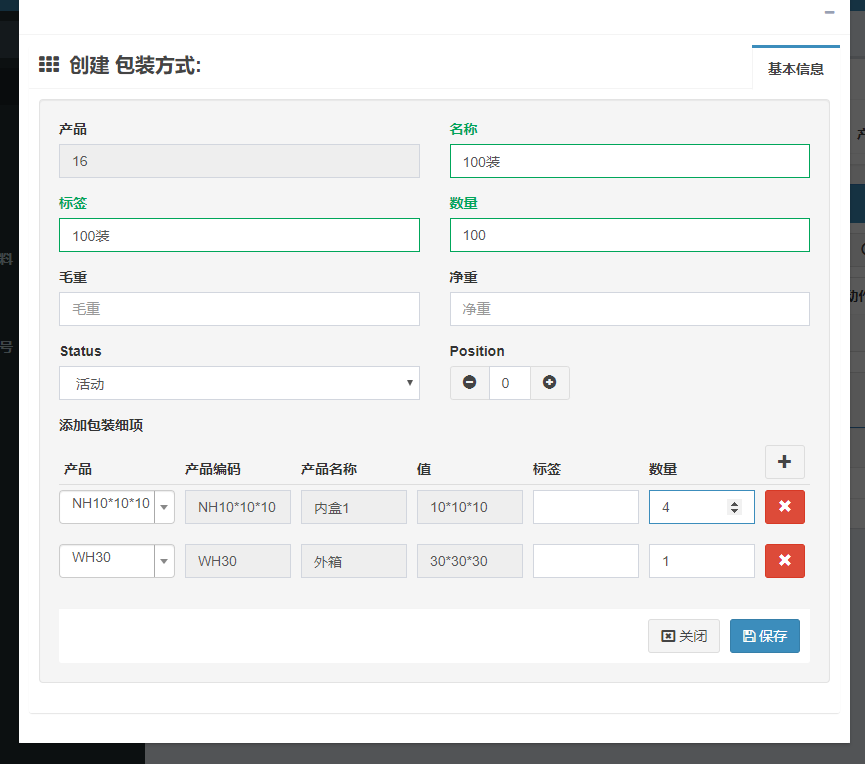 创建 包装方式:
基本信息
产品 名称
16 100装
标签 数量
100装 100
毛重 净重
毛重 净重
Status Position
活动 0
添加包装细项
产品 产品编码 产品名称 值 标签 数量
NH10*10*10 NH10*10*10 内盒1 10*10*10 4
WH30 WH30 外箱 30*30*30 1
关闭 保存
料
号